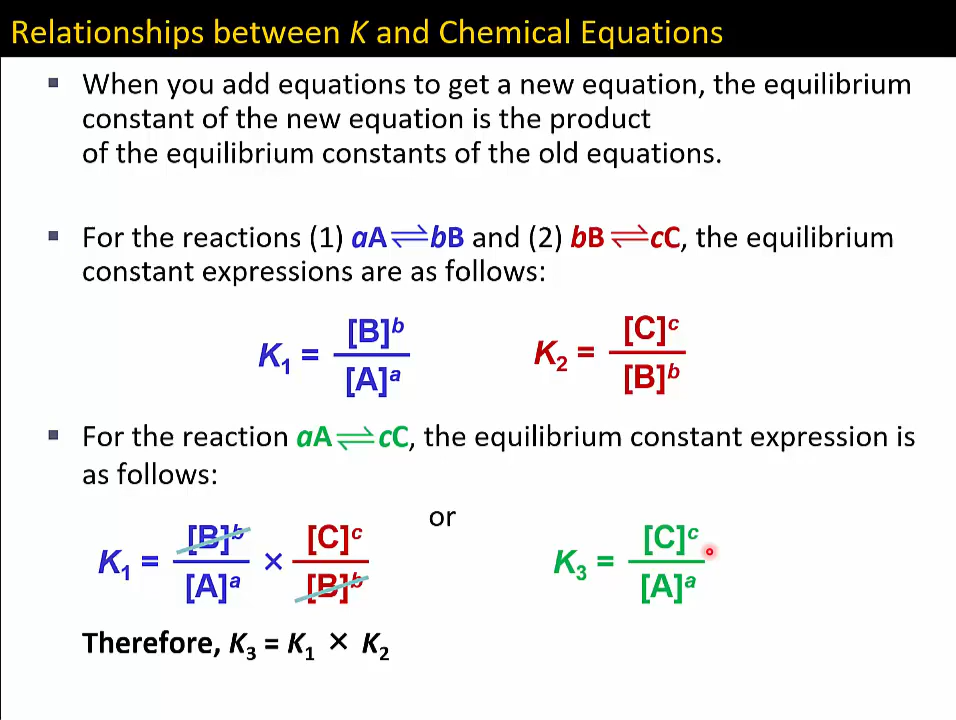 Relationships between K and Chemical Equations
▪ When you add equations to get a new equation, the equilibrium
constant of the new equation is the product
of the equilibrium constants of the old equations.
▪ For the reactions (1) aA⇌bB and (2) bB⇌cC, the equilibrium
constant expressions are as follows:
K₁ = [B]ᵇ / [A]ᵃ K₂ = [C]ᶜ / [B]ᵇ
▪ For the reaction aA⇌cC, the equilibrium constant expression is
as follows:
or
K₁ = [B]ᵇ / [A]ᵃ × [C]ᶜ / [B]ᵇ K₃ = [C]ᶜ / [A]ᵃ
Therefore, K₃ = K₁ × K₂